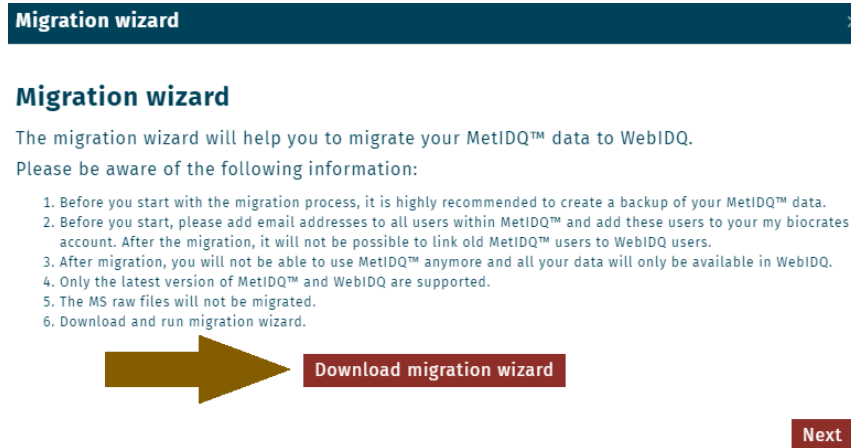 Migration wizard
Migration wizard
The migration wizard will help you to migrate your MetIDQ™ data to WebIDQ.
Please be aware of the following information:
1. Before you start with the migration process, it is highly recommended to create a backup of your MetIDQ™ data.
2. Before you start, please add email addresses to all users within MetIDQ™ and add these users to your my biocrates
account. After the migration, it will not be possible to link old MetIDQ™ users to WebIDQ users.
3. After migration, you will not be able to use MetIDQ™ anymore and all your data will only be available in WebIDQ.
4. Only the latest version of MetIDQ™ and WebIDQ are supported.
5. The MS raw files will not be migrated.
6. Download and run migration wizard.
Download migration wizard
Next